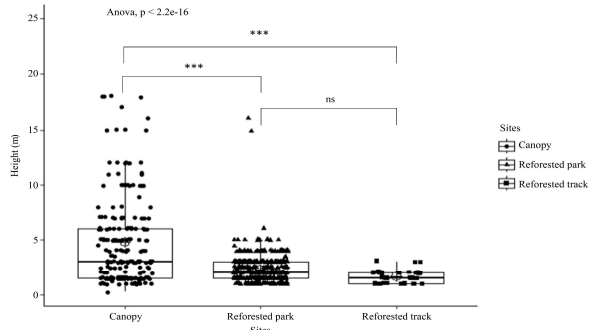 Anova, p < 2.2e-16
25
20
15
10
5
0
Height (m)
***
***
ns
Canopy
Reforested park
Reforested track
Sites
Sites
Canopy
Reforested park
Reforested track